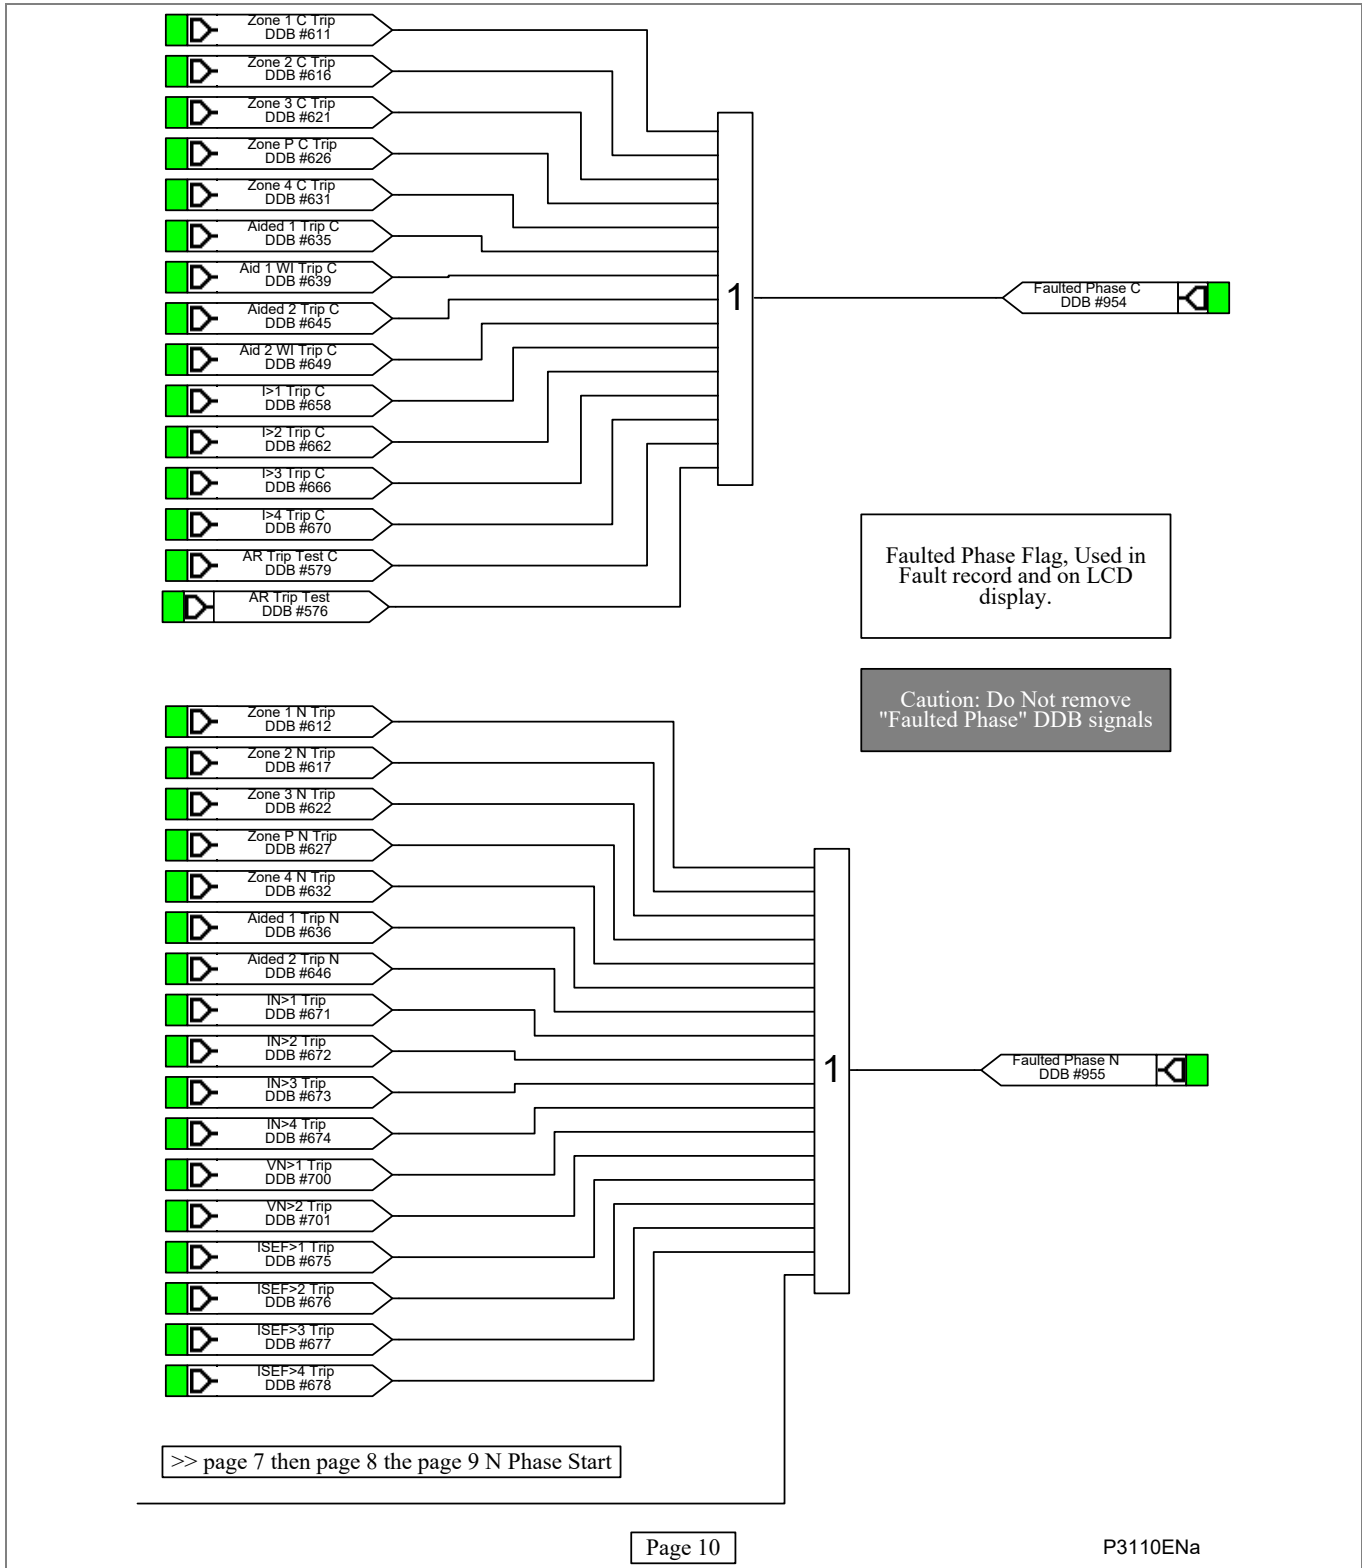 Zone 1 C Trip
DDB #611
Zone 2 C Trip
DDB #616
Zone 3 C Trip
DDB #621
Zone P C Trip
DDB #626
Zone 4 C Trip
DDB #631
Aided 1 Trip C
DDB #635
Aid 1 WI Trip C
DDB #639
Aided 2 Trip C
DDB #645
Aid 2 WI Trip C
DDB #649
I>1 Trip C
DDB #658
I>2 Trip C
DDB #662
I>3 Trip C
DDB #666
I>4 Trip C
DDB #670
AR Trip Test C
DDB #579
AR Trip Test
DDB #576
1
Faulted Phase C
DDB #954
Faulted Phase Flag, Used in
Fault record and on LCD
display.
Caution: Do Not remove
"Faulted Phase" DDB signals
Zone 1 N Trip
DDB #612
Zone 2 N Trip
DDB #617
Zone 3 N Trip
DDB #622
Zone P N Trip
DDB #627
Zone 4 N Trip
DDB #632
Aided 1 Trip N
DDB #636
Aided 2 Trip N
DDB #646
IN>1 Trip
DDB #671
IN>2 Trip
DDB #672
IN>3 Trip
DDB #673
IN>4 Trip
DDB #674
VN>1 Trip
DDB #700
VN>2 Trip
DDB #701
ISEF>1 Trip
DDB #675
ISEF>2 Trip
DDB #676
ISEF>3 Trip
DDB #677
ISEF>4 Trip
DDB #678
1
Faulted Phase N
DDB #955
>> page 7 then page 8 the page 9 N Phase Start
Page 10
P3110ENa